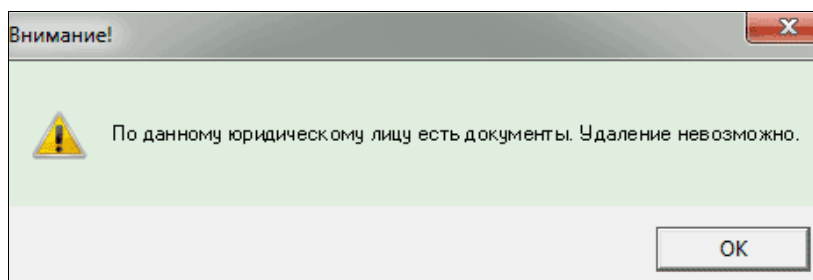 Внимание!
По данному юридическому лицу есть документы. Удаление невозможно.
OK